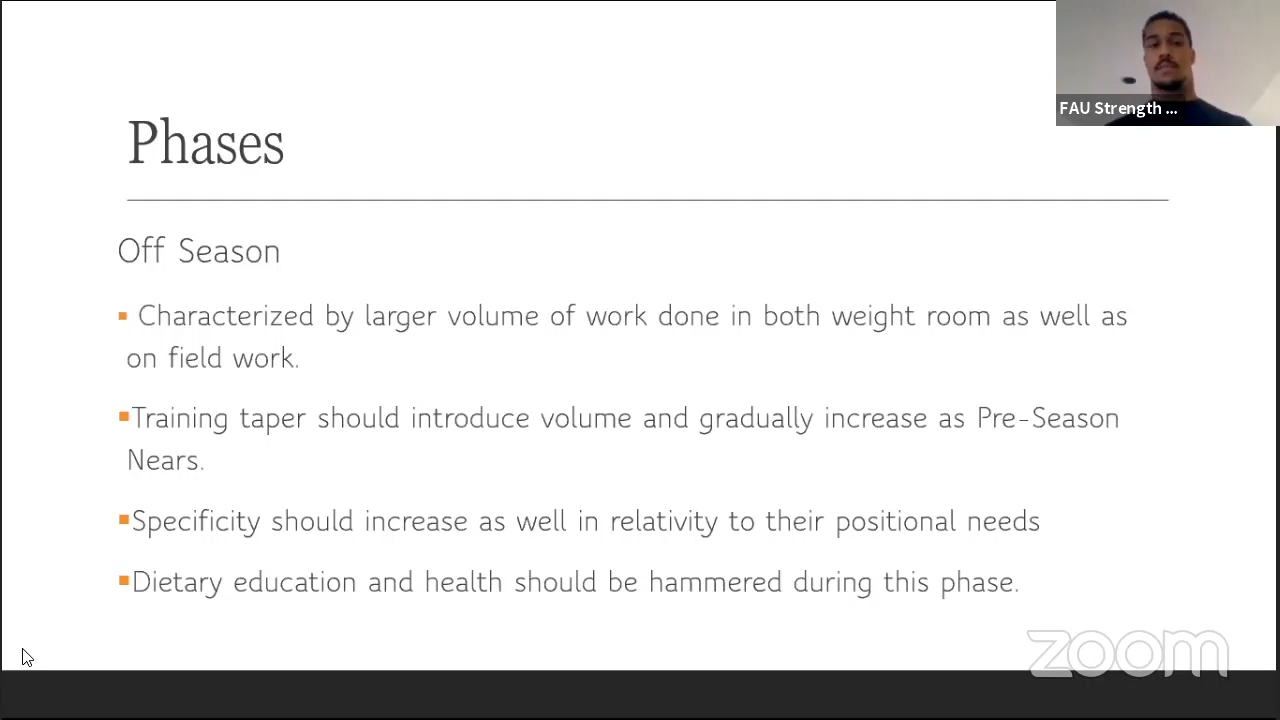 FAU Strength ...
Phases
Off Season
▪ Characterized by larger volume of work done in both weight room as well as
on field work.
▪Training taper should introduce volume and gradually increase as Pre-Season
Nears.
▪Specificity should increase as well in relativity to their positional needs
▪Dietary education and health should be hammered during this phase.
zoom